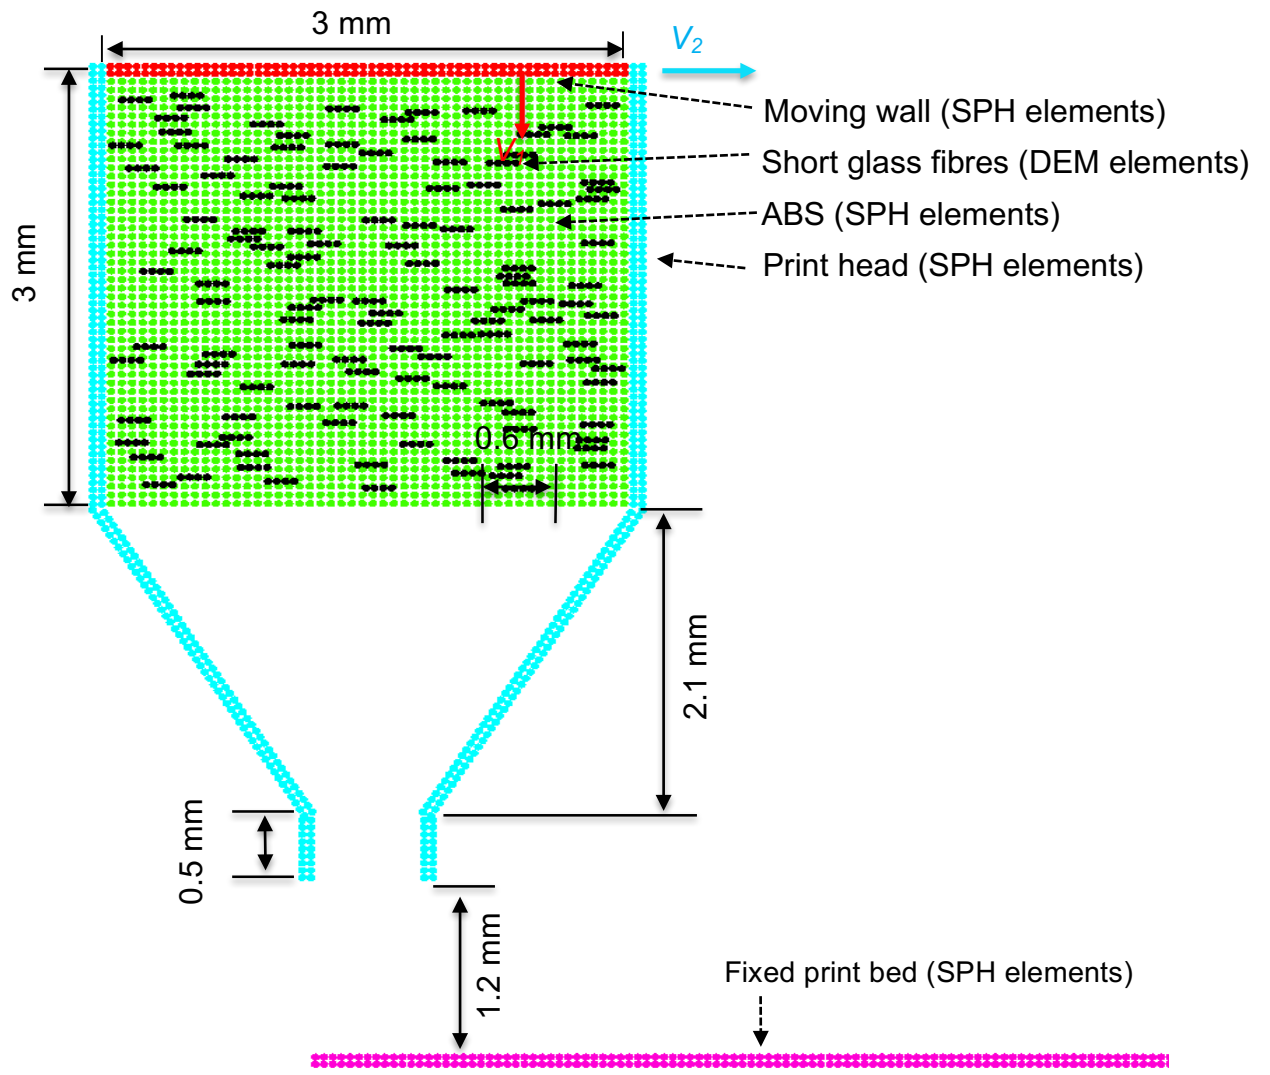 3 mm
V2
Moving wall (SPH elements)
Short glass fibres (DEM elements)
ABS (SPH elements)
Print head (SPH elements)
3 mm
0.6 mm
2.1 mm
0.5 mm
1.2 mm
Fixed print bed (SPH elements)